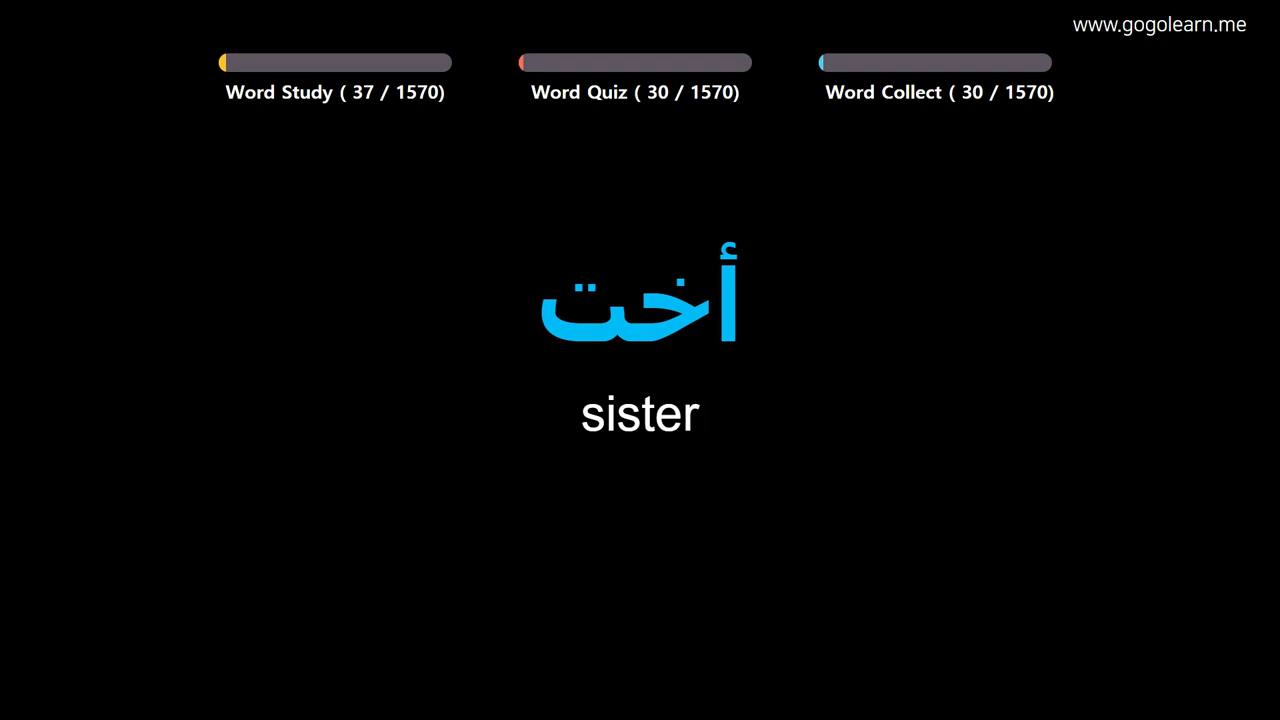 www.gogolearn.me
Word Study ( 37 / 1570)
Word Quiz ( 30 / 1570)
Word Collect ( 30 / 1570)
أخت
sister